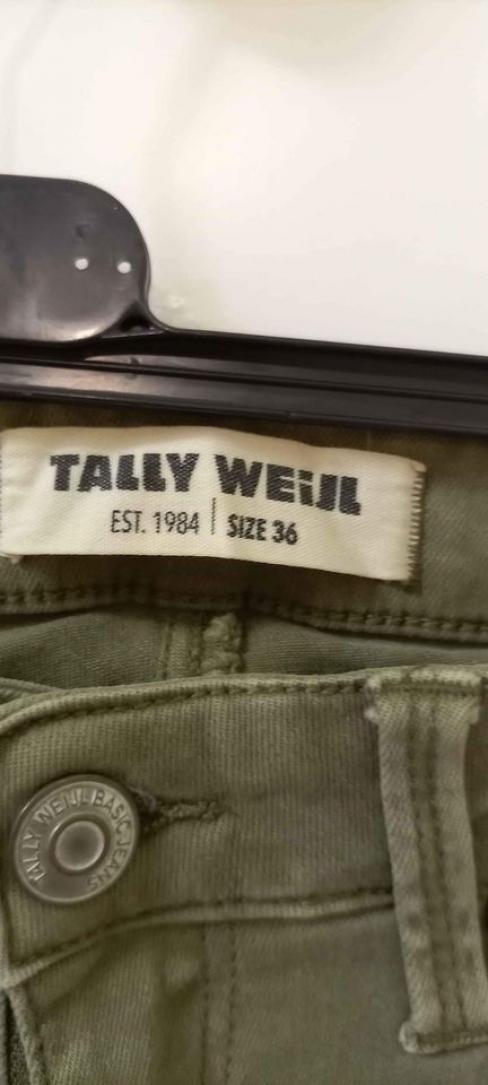 TALLY WEiJL
EST. 1984 | SIZE 36
TALLY WEIJL BASIC JEANS